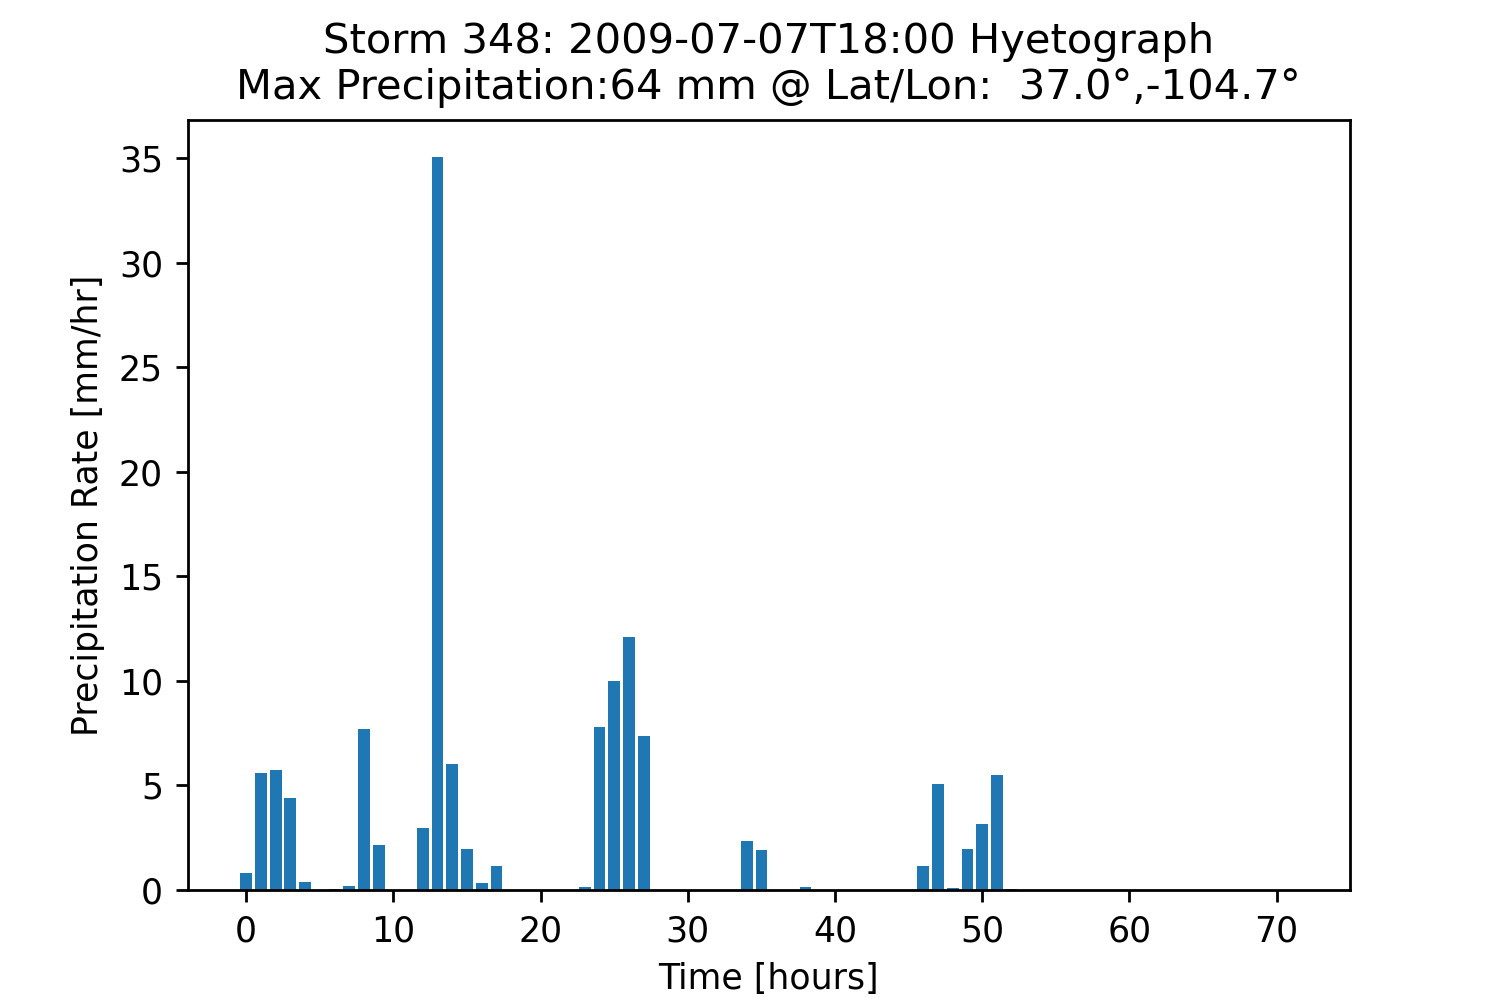 Storm 348: 2009-07-07T18:00 Hyetograph
Max Precipitation:64 mm @ Lat/Lon:  37.0°,-104.7°
Precipitation Rate [mm/hr]
35
30
25
20
15
10
5
0
0 10 20 30 40 50 60 70
Time [hours]